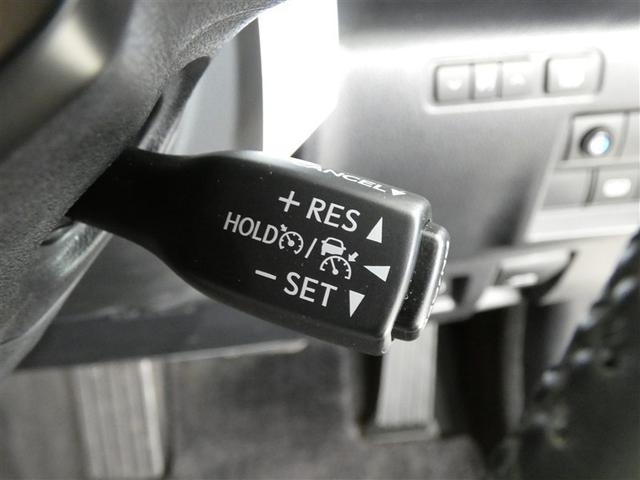 CANCEL▼
+ RES ▲
HOLD / ◀
− SET ▼